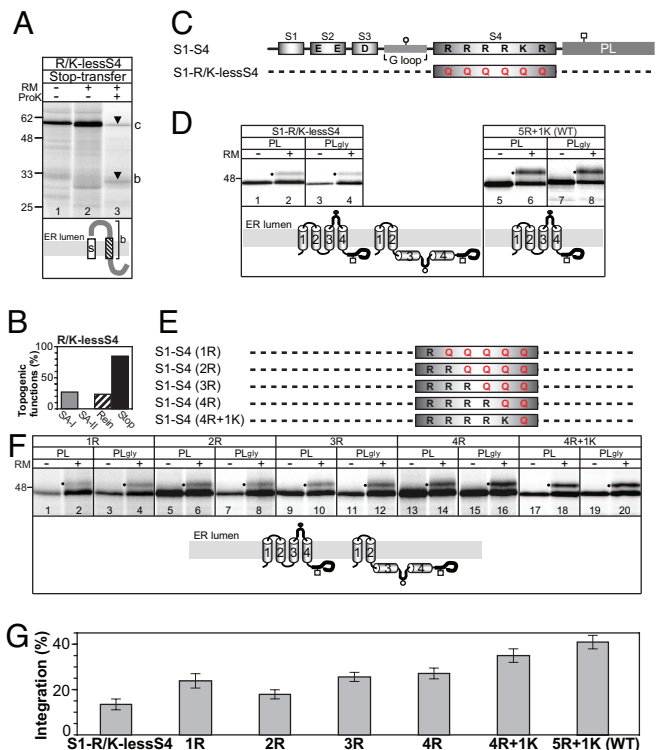 A
R/K-lessS4
Stop-transfer
RM - + +
ProK - - +
62
48
33
25
c
b
1 2 3
ER lumen
S
b
B
R/K-lessS4
Topogenic functions (%)
100
50
0
SA-I SA-II Rein Stop
C
S1 S2 S3 S4
S1-S4 E E D R R R R K R PL
G loop
S1-R/K-lessS4 Q Q Q Q Q Q
D
S1-R/K-lessS4 5R+1K (WT)
PL PLgly PL PLgly
RM - + - + - + - +
48
1 2 3 4 5 6 7 8
ER lumen
1 2 3 4 1 2 3 4 1 2 3 4
E
S1-S4 (1R) R Q Q Q Q Q
S1-S4 (2R) R R Q Q Q Q
S1-S4 (3R) R R R Q Q Q
S1-S4 (4R) R R R R Q Q
S1-S4 (4R+1K) R R R R K Q
F
1R 2R 3R 4R 4R+1K
PL PLgly PL PLgly PL PLgly PL PLgly PL PLgly
RM - + - + - + - + - + - + - + - + - + - +
48
1 2 3 4 5 6 7 8 9 10 11 12 13 14 15 16 17 18 19 20
ER lumen
1 2 3 4 1 2 3 4
G
Integration (%)
40
20
0
S1-R/K-lessS4 1R 2R 3R 4R 4R+1K 5R+1K (WT)